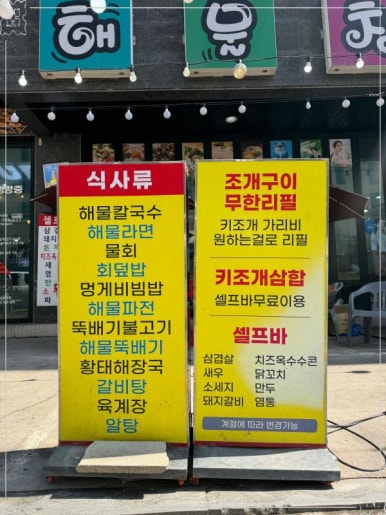 해
물
식사류
해물칼국수
해물라면
물회
회덮밥
멍게비빔밥
해물파전
뚝배기불고기
해물뚝배기
황태해장국
갈비탕
육계장
알탕
조개구이
무한리필
키조개 가리비
원하는걸로 리필
키조개삼합
셀프바무료이용
셀프바
삼겹살 치즈옥수수콘
새우 닭꼬치
소세지 만두
돼지갈비 염통
계절에 따라 변경가능